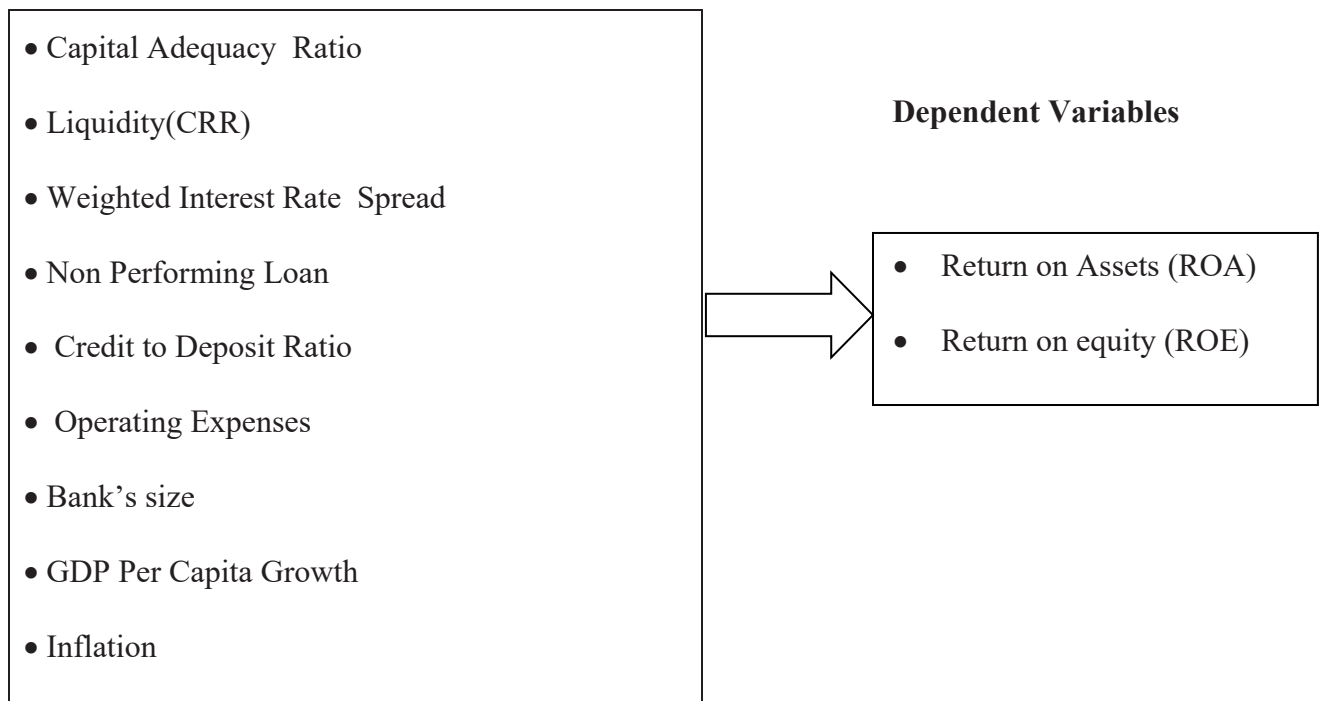 • Capital Adequacy Ratio
• Liquidity(CRR)
• Weighted Interest Rate Spread
• Non Performing Loan
• Credit to Deposit Ratio
• Operating Expenses
• Bank’s size
• GDP Per Capita Growth
• Inflation
Dependent Variables
• Return on Assets (ROA)
• Return on equity (ROE)